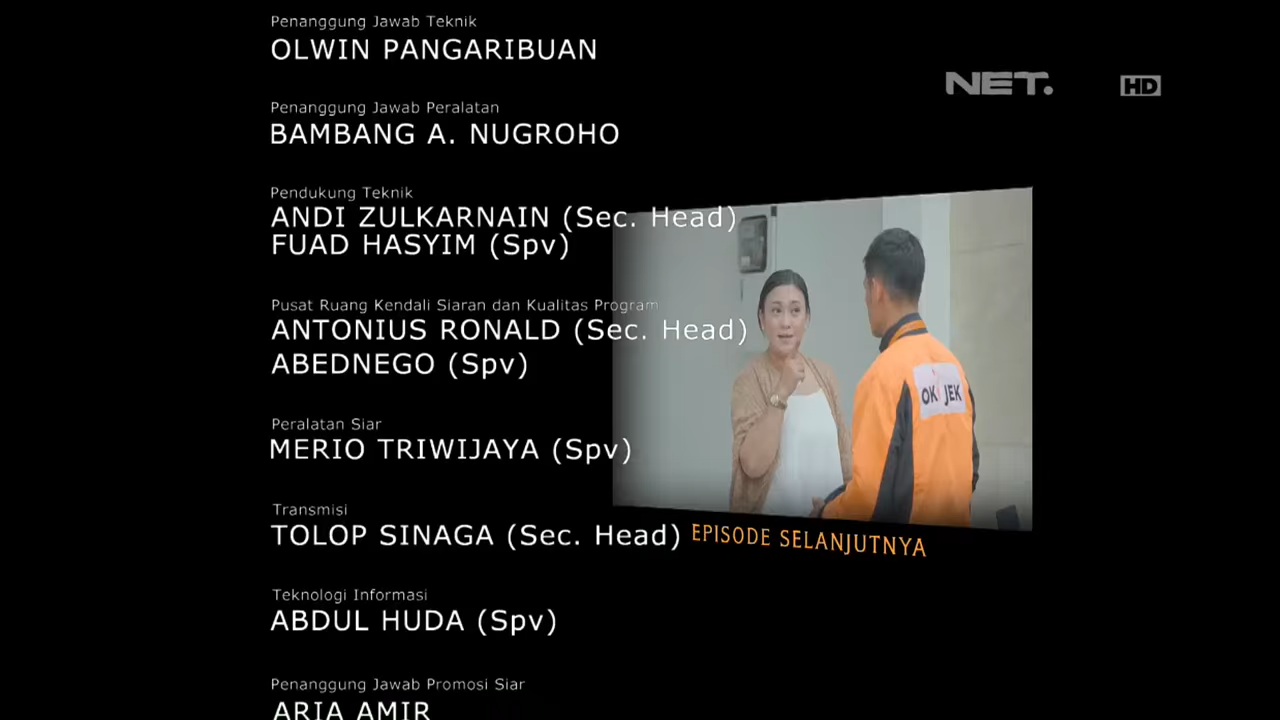 Penanggung Jawab Teknik
OLWIN PANGARIBUAN
NET.
HD
Penanggung Jawab Peralatan
BAMBANG A. NUGROHO
Pendukung Teknik
ANDI ZULKARNAIN (Sec. Head)
FUAD HASYIM (Spv)
Pusat Ruang Kendali Siaran dan Kualitas Program
ANTONIUS RONALD (Sec. Head)
ABEDNEGO (Spv)
OK JEK
Peralatan Siar
MERIO TRIWIJAYA (Spv)
Transmisi
TOLOP SINAGA (Sec. Head)
EPISODE SELANJUTNYA
Teknologi Informasi
ABDUL HUDA (Spv)
Penanggung Jawab Promosi Siar
ARIA AMIR